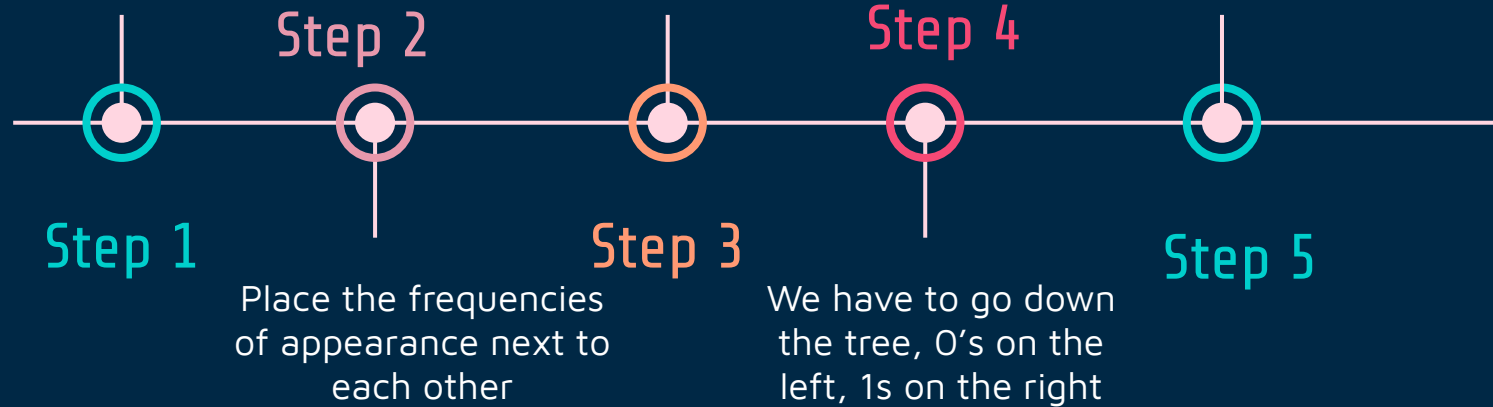 Step 1
Step 2
Place the frequencies
of appearance next to
each other
Step 3
Step 4
We have to go down
the tree, 0’s on the
left, 1s on the right
Step 5